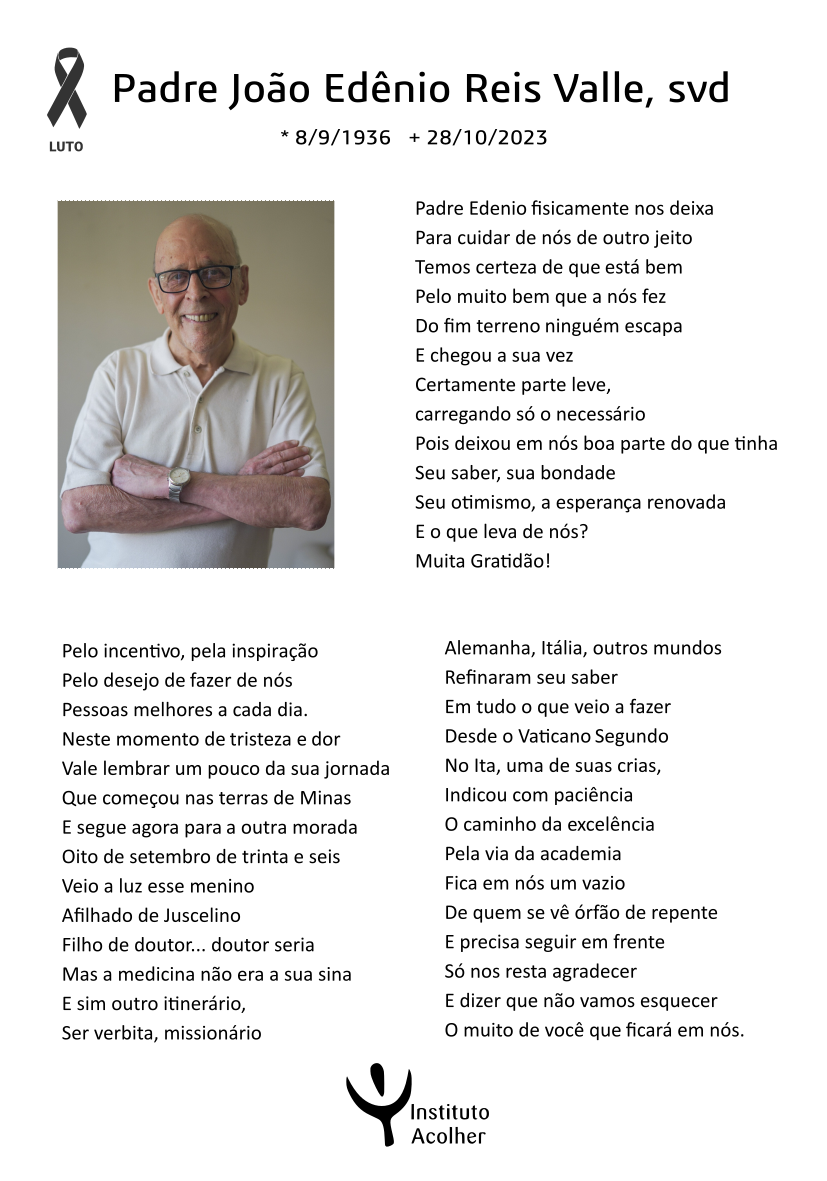 Padre João Edênio Reis Valle, svd
* 8/9/1936 + 28/10/2023
LUTO
Padre Edenio fisicamente nos deixa
Para cuidar de nós de outro jeito
Temos certeza de que está bem
Pelo muito bem que a nós fez
Do fim terreno ninguém escapa
E chegou a sua vez
Certamente parte leve,
carregando só o necessário
Pois deixou em nós boa parte do que tinha
Seu saber, sua bondade
Seu otimismo, a esperança renovada
E o que leva de nós?
Muita Gratidão!
Pelo incentivo, pela inspiração
Pelo desejo de fazer de nós
Pessoas melhores a cada dia.
Neste momento de tristeza e dor
Vale lembrar um pouco da sua jornada
Que começou nas terras de Minas
E segue agora para a outra morada
Oito de setembro de trinta e seis
Veio a luz esse menino
Afilhado de Juscelino
Filho de doutor... doutor seria
Mas a medicina não era a sua sina
E sim outro itinerário,
Ser verbita, missionário
Alemanha, Itália, outros mundos
Refinaram seu saber
Em tudo o que veio a fazer
Desde o Vaticano Segundo
No Ita, uma de suas crias,
Indicou com paciência
O caminho da excelência
Pela via da academia
Fica em nós um vazio
De quem se vê órfão de repente
E precisa seguir em frente
Só nos resta agradecer
E dizer que não vamos esquecer
O muito de você que ficará em nós.
Instituto
Acolher